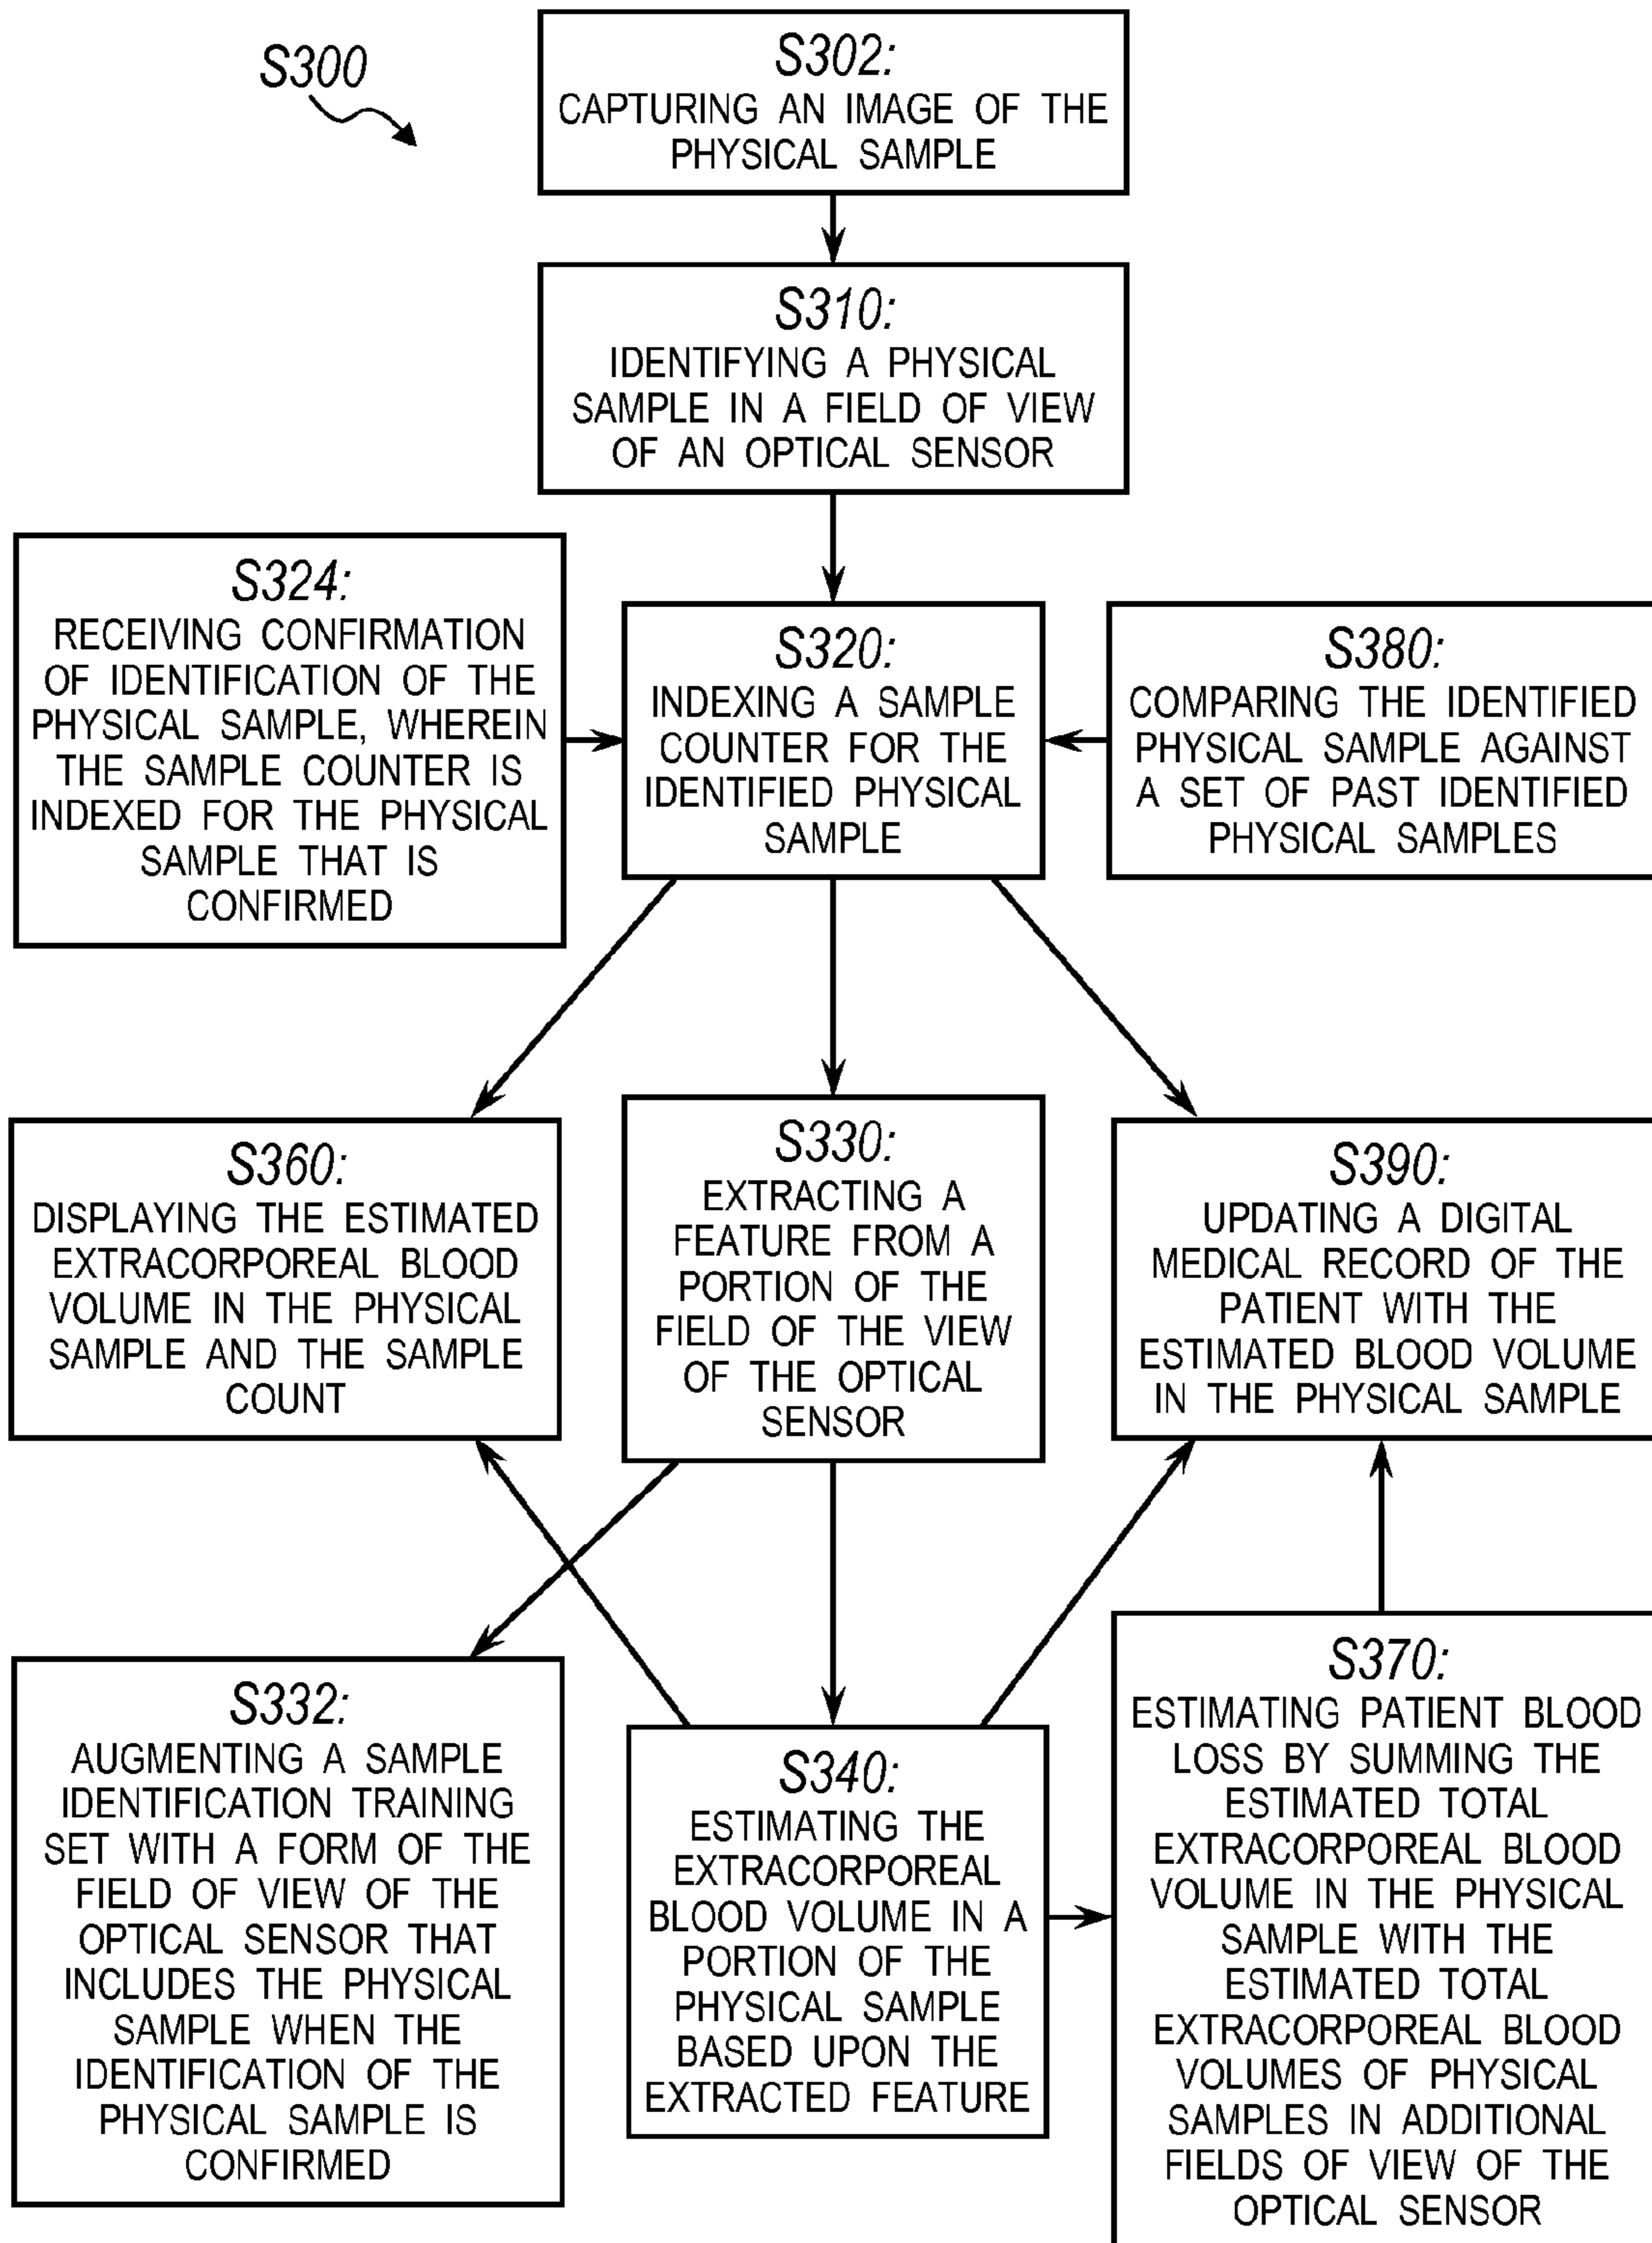 S300
S302:
CAPTURING AN IMAGE OF THE
PHYSICAL SAMPLE
S310:
IDENTIFYING A PHYSICAL
SAMPLE IN A FIELD OF VIEW
OF AN OPTICAL SENSOR
S324:
RECEIVING CONFIRMATION
OF IDENTIFICATION OF THE
PHYSICAL SAMPLE, WHEREIN
THE SAMPLE COUNTER IS
INDEXED FOR THE PHYSICAL
SAMPLE THAT IS
CONFIRMED
S320:
INDEXING A SAMPLE
COUNTER FOR THE
IDENTIFIED PHYSICAL
SAMPLE
S380:
COMPARING THE IDENTIFIED
PHYSICAL SAMPLE AGAINST
A SET OF PAST IDENTIFIED
PHYSICAL SAMPLES
S360:
DISPLAYING THE ESTIMATED
EXTRACORPOREAL BLOOD
VOLUME IN THE PHYSICAL
SAMPLE AND THE SAMPLE
COUNT
S330:
EXTRACTING A
FEATURE FROM A
PORTION OF THE
FIELD OF THE VIEW
OF THE OPTICAL
SENSOR
S390:
UPDATING A DIGITAL
MEDICAL RECORD OF THE
PATIENT WITH THE
ESTIMATED BLOOD VOLUME
IN THE PHYSICAL SAMPLE
S332:
AUGMENTING A SAMPLE
IDENTIFICATION TRAINING
SET WITH A FORM OF THE
FIELD OF VIEW OF THE
OPTICAL SENSOR THAT
INCLUDES THE PHYSICAL
SAMPLE WHEN THE
IDENTIFICATION OF THE
PHYSICAL SAMPLE IS
CONFIRMED
S340:
ESTIMATING THE
EXTRACORPOREAL
BLOOD VOLUME IN A
PORTION OF THE
PHYSICAL SAMPLE
BASED UPON THE
EXTRACTED FEATURE
S370:
ESTIMATING PATIENT BLOOD
LOSS BY SUMMING THE
ESTIMATED TOTAL
EXTRACORPOREAL BLOOD
VOLUME IN THE PHYSICAL
SAMPLE WITH THE
ESTIMATED TOTAL
EXTRACORPOREAL BLOOD
VOLUMES OF PHYSICAL
SAMPLES IN ADDITIONAL
FIELDS OF VIEW OF THE
OPTICAL SENSOR